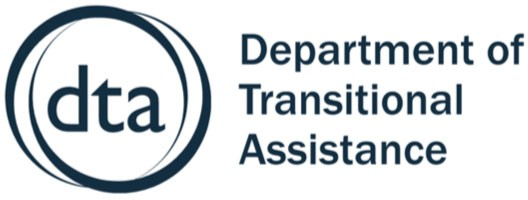 dta
Department of
Transitional
Assistance